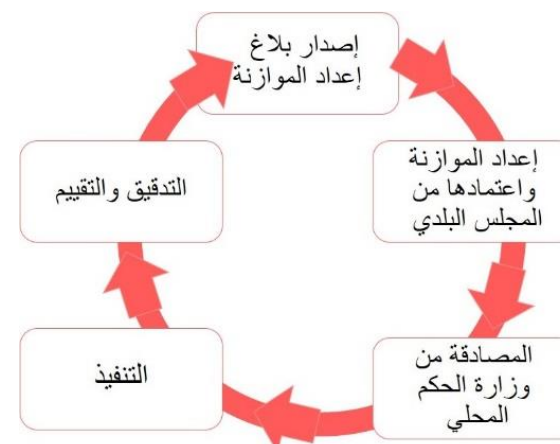 إصدار بلاغ
إعداد الموازنة
إعداد الموازنة
واعتمادها من
المجلس البلدي
المصادقة من
وزارة الحكم
المحلي
التنفيذ
التدقيق والتقييم